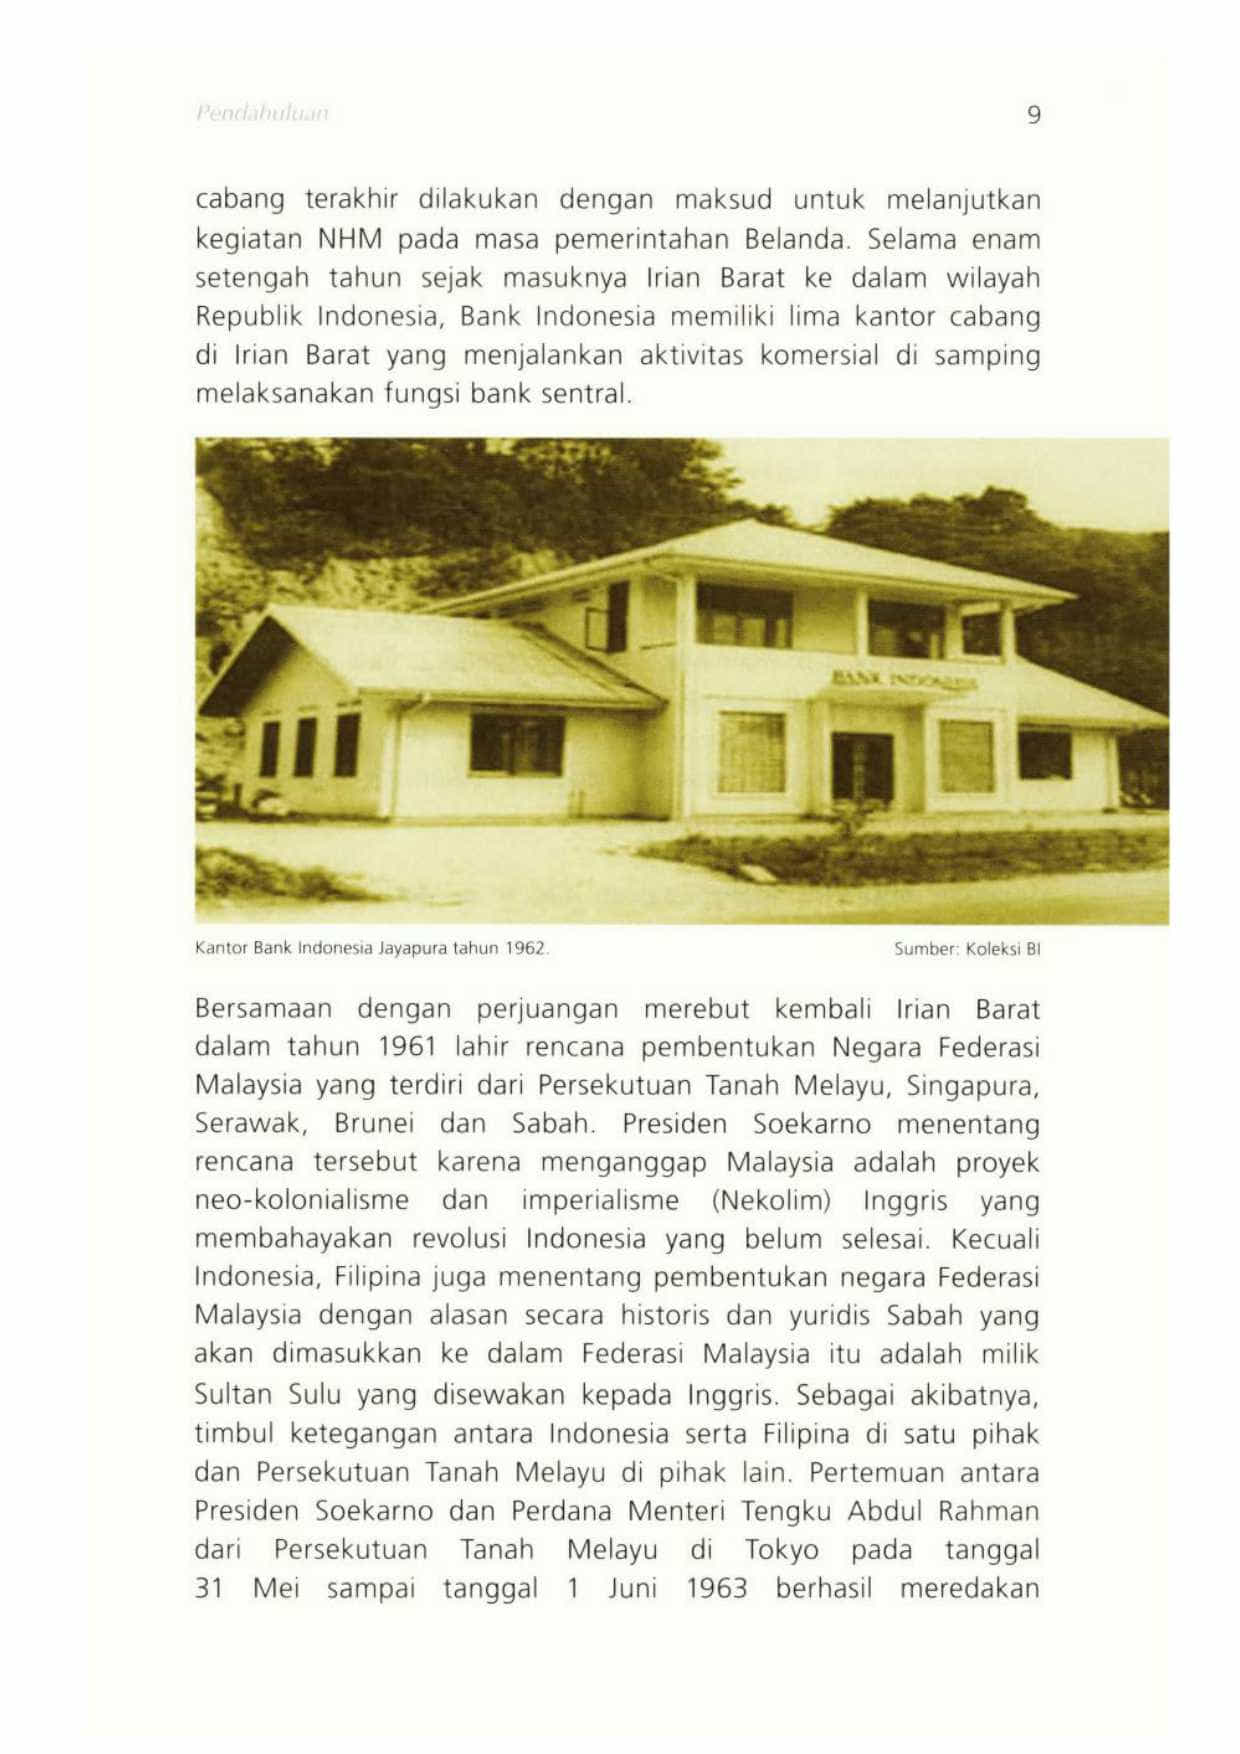 Pendahuluan
9
cabang terakhir dilakukan dengan maksud untuk melanjutkan
kegiatan NHM pada masa pemerintahan Belanda. Selama enam
setengah tahun sejak masuknya Irian Barat ke dalam wilayah
Republik Indonesia, Bank Indonesia memiliki lima kantor cabang
di Irian Barat yang menjalankan aktivitas komersial di samping
melaksanakan fungsi bank sentral.
BANK INDONESIA
Kantor Bank Indonesia Jayapura tahun 1962.
Sumber: Koleksi BI
Bersamaan dengan perjuangan merebut kembali Irian Barat
dalam tahun 1961 lahir rencana pembentukan Negara Federasi
Malaysia yang terdiri dari Persekutuan Tanah Melayu, Singapura,
Serawak, Brunei dan Sabah. Presiden Soekarno menentang
rencana tersebut karena menganggap Malaysia adalah proyek
neo-kolonialisme dan imperialisme (Nekolim) Inggris yang
membahayakan revolusi Indonesia yang belum selesai. Kecuali
Indonesia, Filipina juga menentang pembentukan negara Federasi
Malaysia dengan alasan secara historis dan yuridis Sabah yang
akan dimasukkan ke dalam Federasi Malaysia itu adalah milik
Sultan Sulu yang disewakan kepada Inggris. Sebagai akibatnya,
timbul ketegangan antara Indonesia serta Filipina di satu pihak
dan Persekutuan Tanah Melayu di pihak lain. Pertemuan antara
Presiden Soekarno dan Perdana Menteri Tengku Abdul Rahman
dari Persekutuan Tanah Melayu di Tokyo pada tanggal
31 Mei sampai tanggal 1 Juni 1963 berhasil meredakan